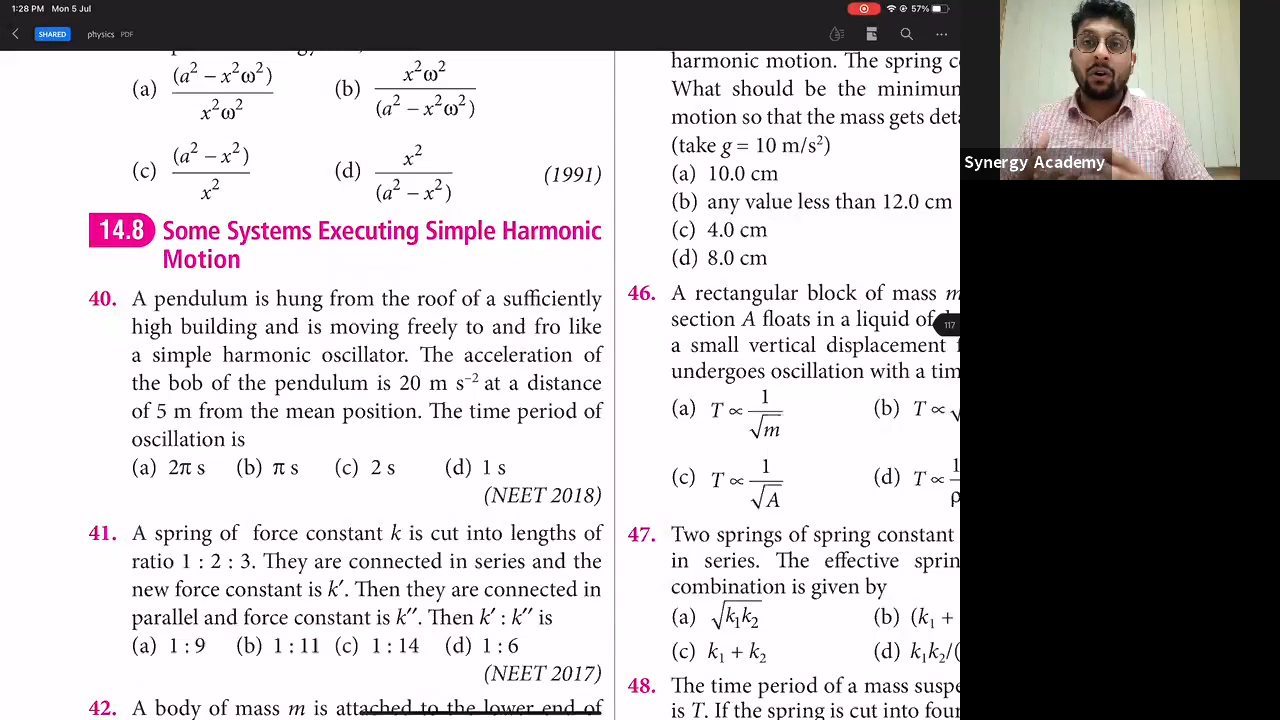 1:28 PM Mon 5 Jul
57%
SHARED
physics PDF
(a) (a² – x²ω²) / x²ω²
(b) x²ω² / (a² – x²ω²)
(c) (a² – x²) / x²
(d) x² / (a² – x²)
(1991)
14.8 Some Systems Executing Simple Harmonic
Motion
40. A pendulum is hung from the roof of a sufficiently
high building and is moving freely to and fro like
a simple harmonic oscillator. The acceleration of
the bob of the pendulum is 20 m s⁻² at a distance
of 5 m from the mean position. The time period of
oscillation is
(a) 2π s (b) π s (c) 2 s (d) 1 s
(NEET 2018)
41. A spring of force constant k is cut into lengths of
ratio 1 : 2 : 3. They are connected in series and the
new force constant is k′. Then they are connected in
parallel and force constant is k′′. Then k′ : k′′ is
(a) 1 : 9 (b) 1 : 11 (c) 1 : 14 (d) 1 : 6
(NEET 2017)
42. A body of mass m is attached to the lower end of
harmonic motion. The spring
What should be the
motion so that the mass gets
(take g = 10 m/s²)
(a) 10.0 cm
(b) any value less than 12.0 cm
(c) 4.0 cm
(d) 8.0 cm
46. A rectangular block of mass m
section A floats in a liquid of
a small vertical displacement
undergoes oscillation with a
(a) T ∝ 1/√m
(b) T ∝ √
(c) T ∝ 1/√A
(d) T ∝ 1/ρ
117
47. Two springs of spring constant
in series. The effective
combination is given by
(a) √k₁k₂
(b) (k₁ +
(c) k₁ + k₂
(d) k₁k₂/(
48. The time period of a mass
is T. If the spring is cut into four
Synergy Academy